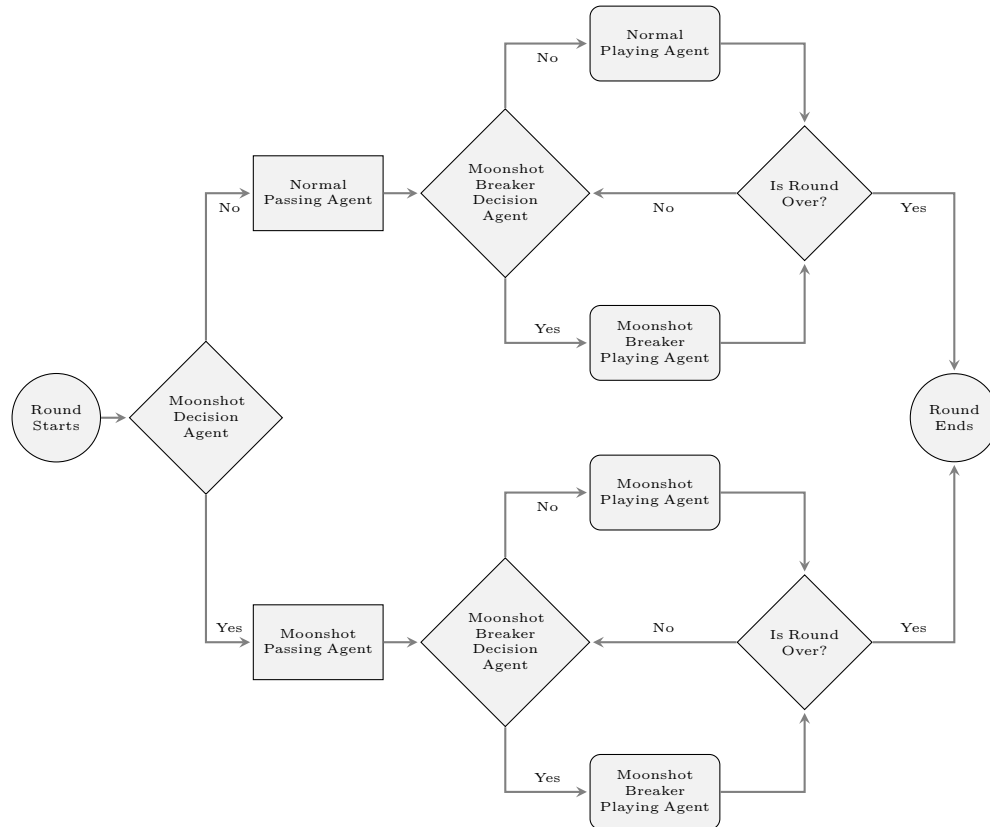 Normal
Playing Agent
No
Moonshot
Breaker
Decision
Agent
Normal
Passing Agent
No
Is Round
Over?
No
Yes
Yes
Moonshot
Breaker
Playing Agent
Round
Starts
Moonshot
Decision
Agent
Round
Ends
Moonshot
Playing Agent
No
Yes
Moonshot
Passing Agent
Moonshot
Breaker
Decision
Agent
No
Is Round
Over?
Yes
Yes
Moonshot
Breaker
Playing Agent